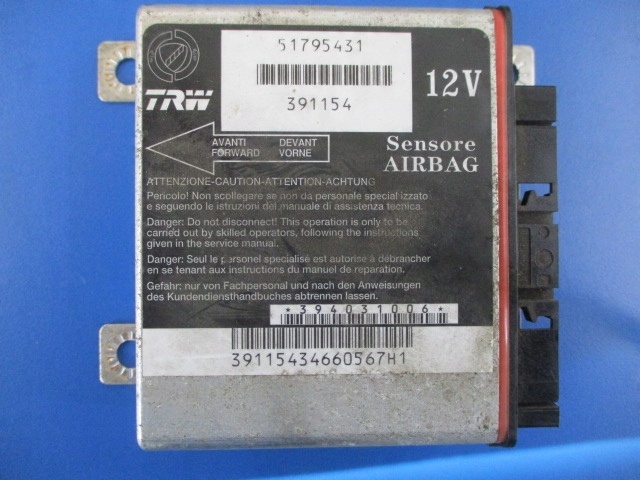 51795431
391154
12V
TRW
AVANTI DEVANT
FORWARD VORNE
Sensore
AIRBAG
ATTENZIONE-CAUTION-ATTENTION-ACHTUNG
Pericolo! Non scollegare se non da personale specializzato
e seguendo le istruzioni del manuale di assistenza tecnica.
Danger: Do not disconnect! This operation is only to be
carried out by skilled operators, following the instructions
given in the service manual.
Danger: Seul le personel specialisé est autorisé à débrancher
en se tenant aux instructions du manuel de reparation.
Gefahr: nur von Fachpersonal und nach den Anweisungen
des Kundendiensthandbuches abtrennen lassen.
*394031006*
39115434660567H1